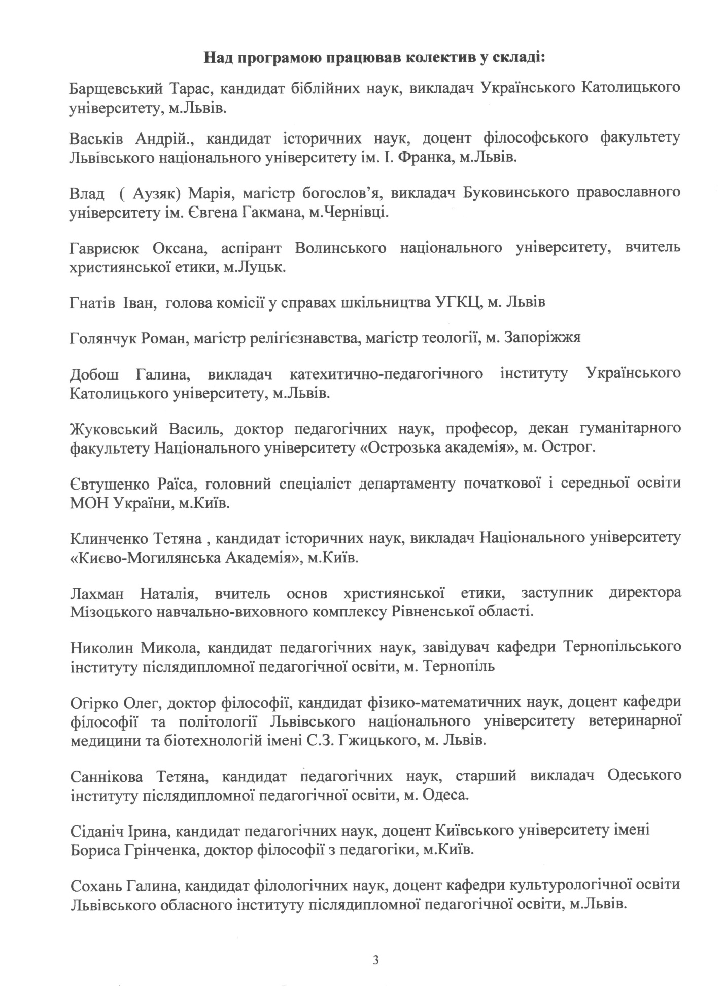 Над програмою працював колектив у складі:
Барщевський Тарас, кандидат біблійних наук, викладач Українського Католицького
університету, м.Львів.
Васьків Андрій., кандидат історичних наук, доцент філософського факультету
Львівського національного університету ім. І. Франка, м.Львів.
Влад ( Аузяк) Марія, магістр богослов’я, викладач Буковинського православного
університету ім. Євгена Гакмана, м.Чернівці.
Гаврисюк Оксана, аспірант Волинського національного університету, вчитель
християнської етики, м.Луцьк.
Гнатів Іван, голова комісії у справах шкільництва УГКЦ, м. Львів
Голянчук Роман, магістр релігієзнавства, магістр теології, м. Запоріжжя
Добош Галина, викладач катехитично-педагогічного інституту Українського
Католицького університету, м.Львів.
Жуковський Василь, доктор педагогічних наук, професор, декан гуманітарного
факультету Національного університету «Острозька академія», м. Острог.
Євтушенко Раїса, головний спеціаліст департаменту початкової і середньої освіти
МОН України, м.Київ.
Клинченко Тетяна , кандидат історичних наук, викладач Національного університету
«Києво-Могилянська Академія», м.Київ.
Лахман Наталія, вчитель основ християнської етики, заступник директора
Мізоцького навчально-виховного комплексу Рівненської області.
Николин Микола, кандидат педагогічних наук, завідувач кафедри Тернопільського
інституту післядипломної педагогічної освіти, м. Тернопіль
Огірко Олег, доктор філософії, кандидат фізико-математичних наук, доцент кафедри
філософії та політології Львівського національного університету ветеринарної
медицини та біотехнологій імені С.З. Гжицького, м. Львів.
Саннікова Тетяна, кандидат педагогічних наук, старший викладач Одеського
інституту післядипломної педагогічної освіти, м. Одеса.
Сіданіч Ірина, кандидат педагогічних наук, доцент Київського університету імені
Бориса Грінченка, доктор філософії з педагогіки, м.Київ.
Сохань Галина, кандидат філологічних наук, доцент кафедри культурологічної освіти
Львівського обласного інституту післядипломної педагогічної освіти, м.Львів.
3